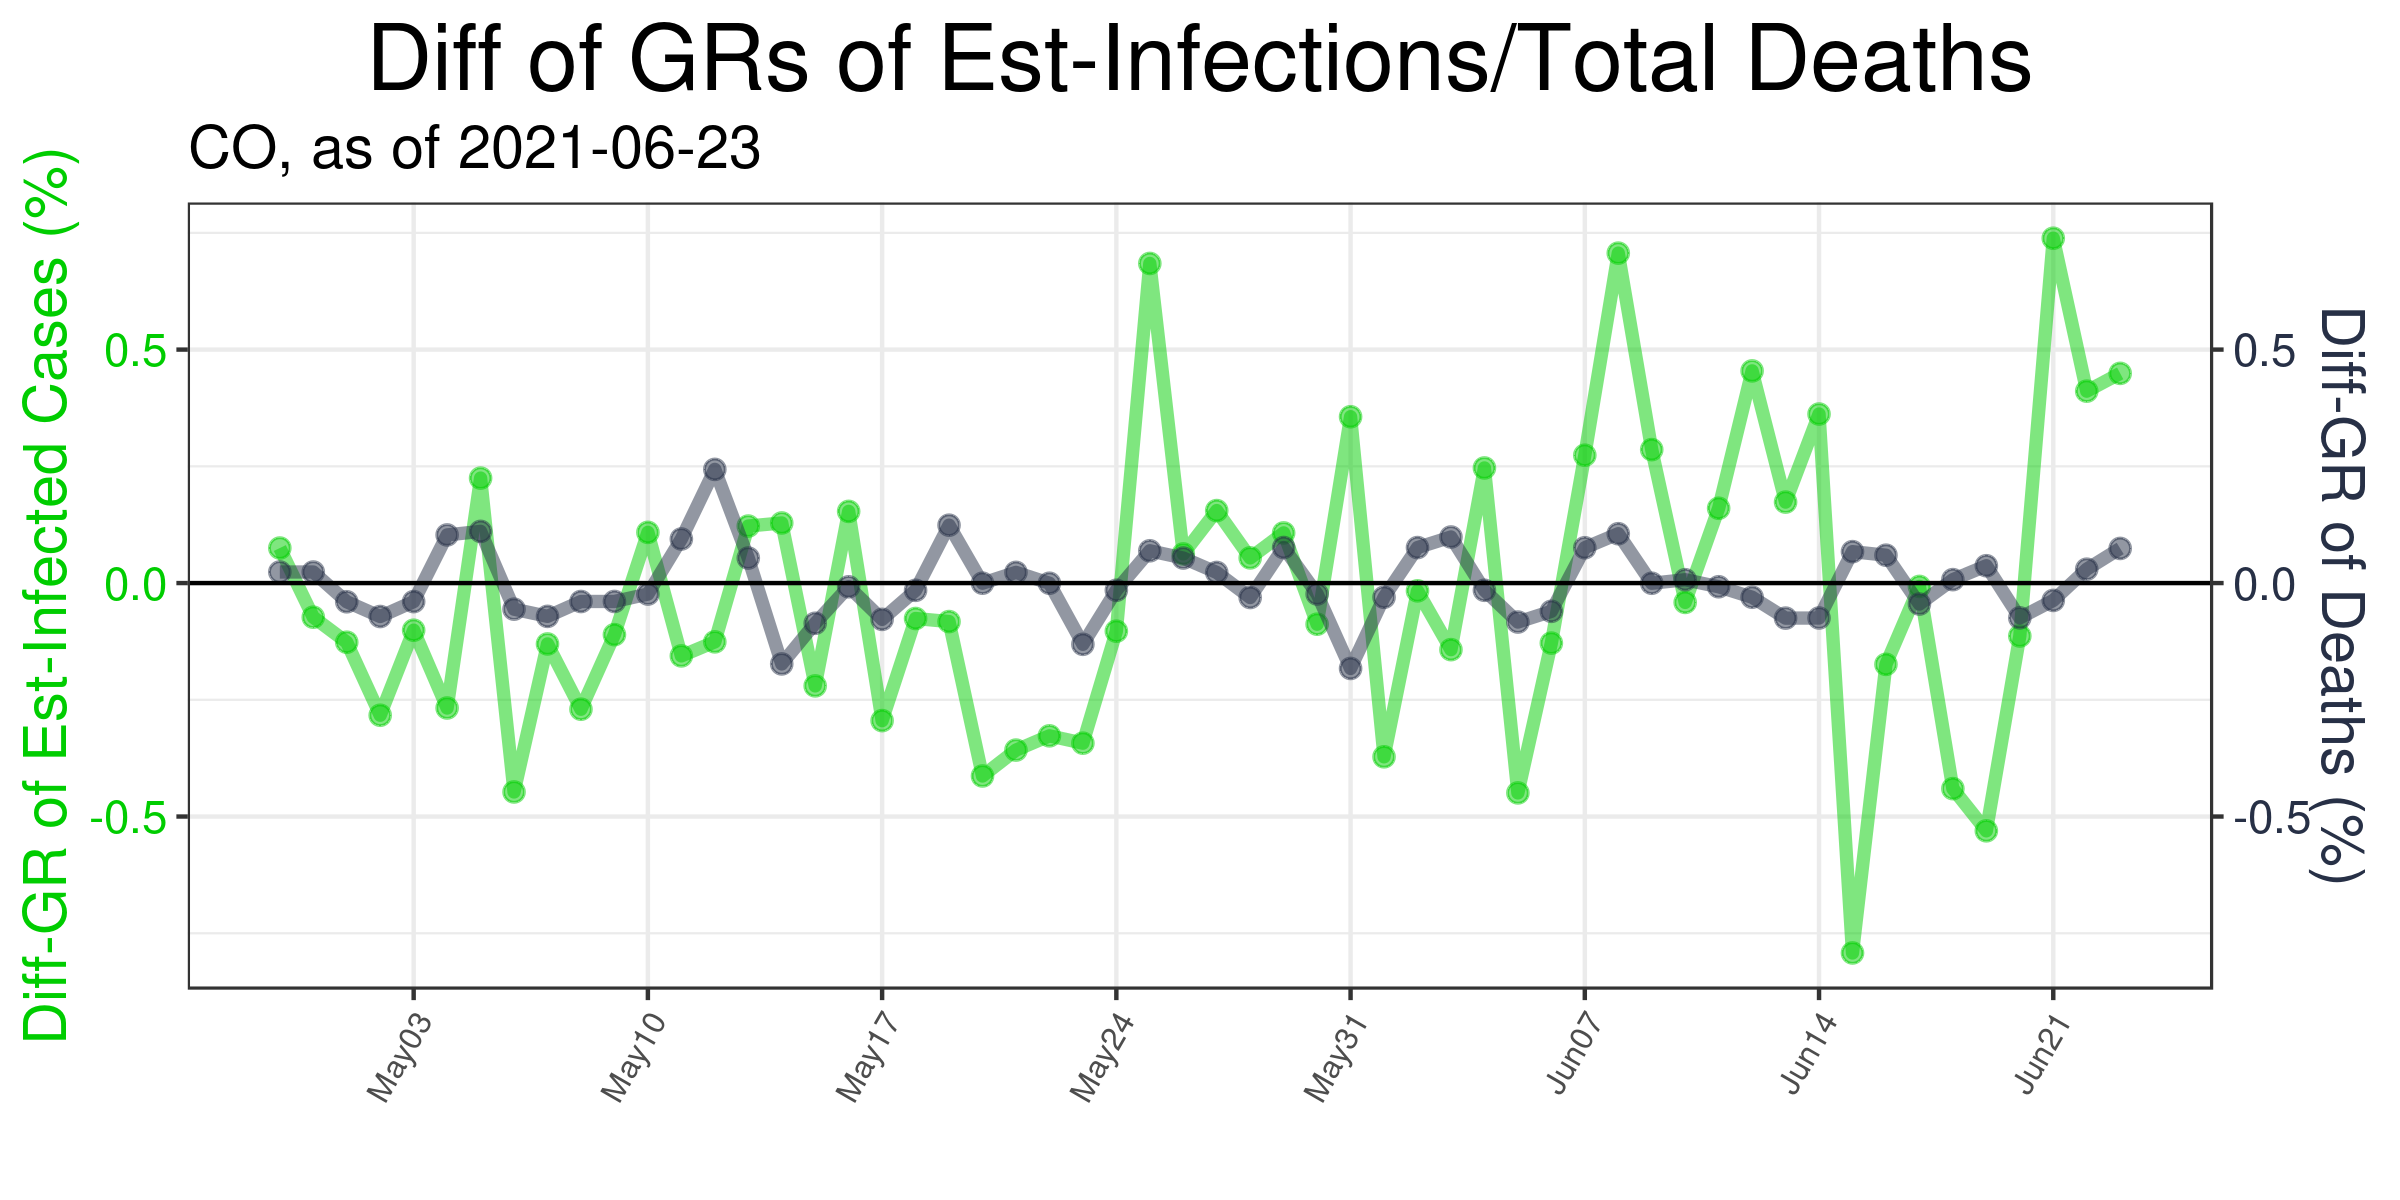 Diff of GRs of Est-Infections/Total Deaths
CO, as of 2021-06-23
Diff-GR of Est-Infected Cases (%)
0.5
0.0
-0.5
0.5
0.0
-0.5
Diff-GR of Deaths (%)
May03
May10
May17
May24
May31
Jun07
Jun14
Jun21